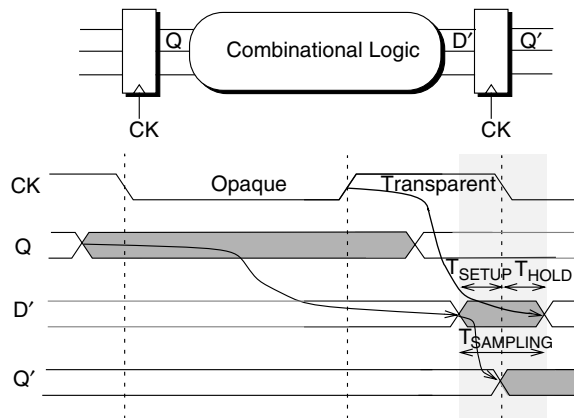 Q Combinational Logic D′ Q′
CK CK
CK Opaque Transparent
Q
TSETUP THOLD
D′
TSAMPLING
Q′